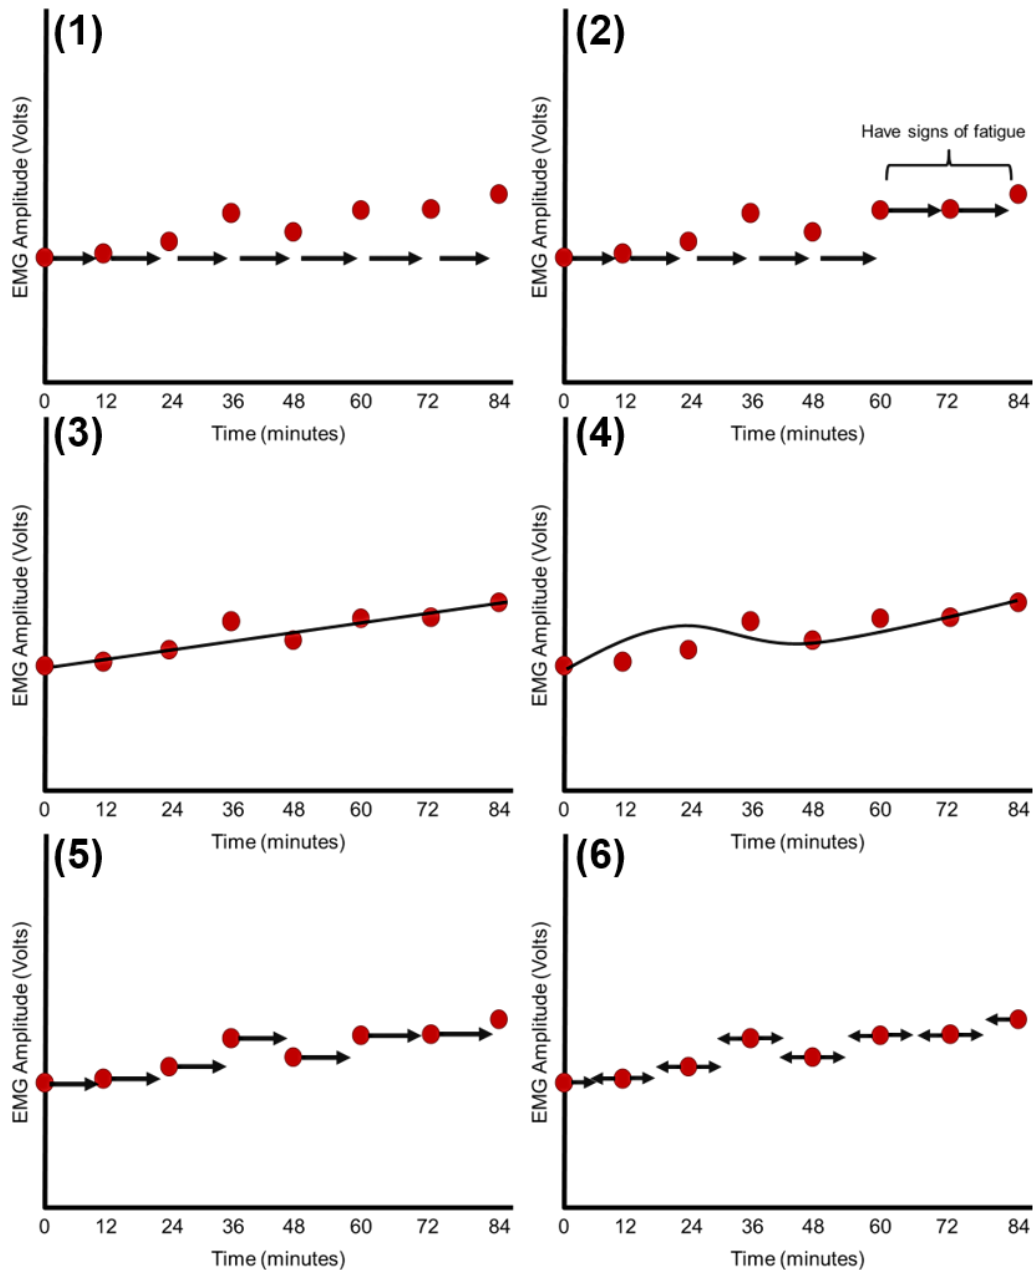 (1)
EMG Amplitude (Volts)
0 12 24 36 48 60 72 84
Time (minutes)
(2)
Have signs of fatigue
EMG Amplitude (Volts)
0 12 24 36 48 60 72 84
Time (minutes)
(3)
EMG Amplitude (Volts)
0 12 24 36 48 60 72 84
Time (minutes)
(4)
EMG Amplitude (Volts)
0 12 24 36 48 60 72 84
Time (minutes)
(5)
EMG Amplitude (Volts)
0 12 24 36 48 60 72 84
Time (minutes)
(6)
EMG Amplitude (Volts)
0 12 24 36 48 60 72 84
Time (minutes)